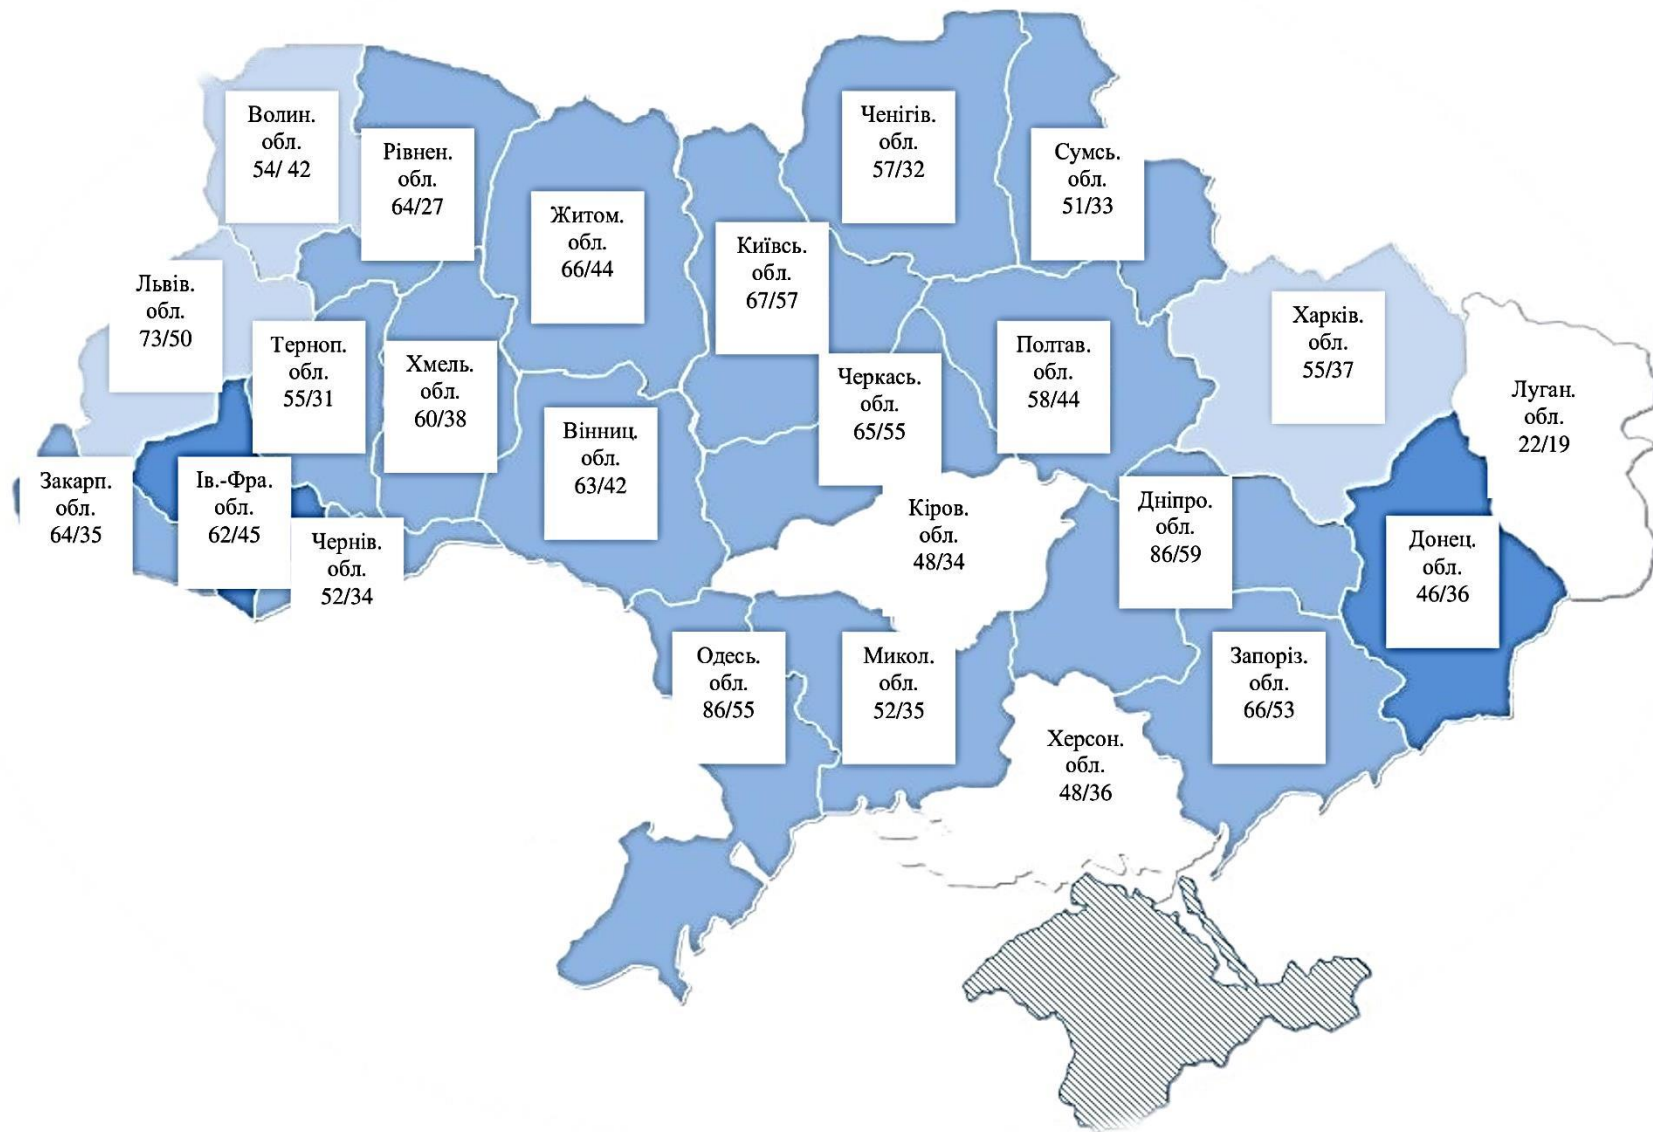 Волин.
обл.
54/ 42
Рівнен.
обл.
64/27
Житом.
обл.
66/44
Київсь.
обл.
67/57
Ченігів.
обл.
57/32
Сумсь.
обл.
51/33
Львів.
обл.
73/50
Терноп.
обл.
55/31
Хмель.
обл.
60/38
Вінниц.
обл.
63/42
Черкась.
обл.
65/55
Полтав.
обл.
58/44
Харків.
обл.
55/37
Луган.
обл.
22/19
Закарп.
обл.
64/35
Ів.-Фра.
обл.
62/45
Чернів.
обл.
52/34
Кіров.
обл.
48/34
Дніпро.
обл.
86/59
Донец.
обл.
46/36
Одесь.
обл.
86/55
Микол.
обл.
52/35
Херсон.
обл.
48/36
Запоріз.
обл.
66/53